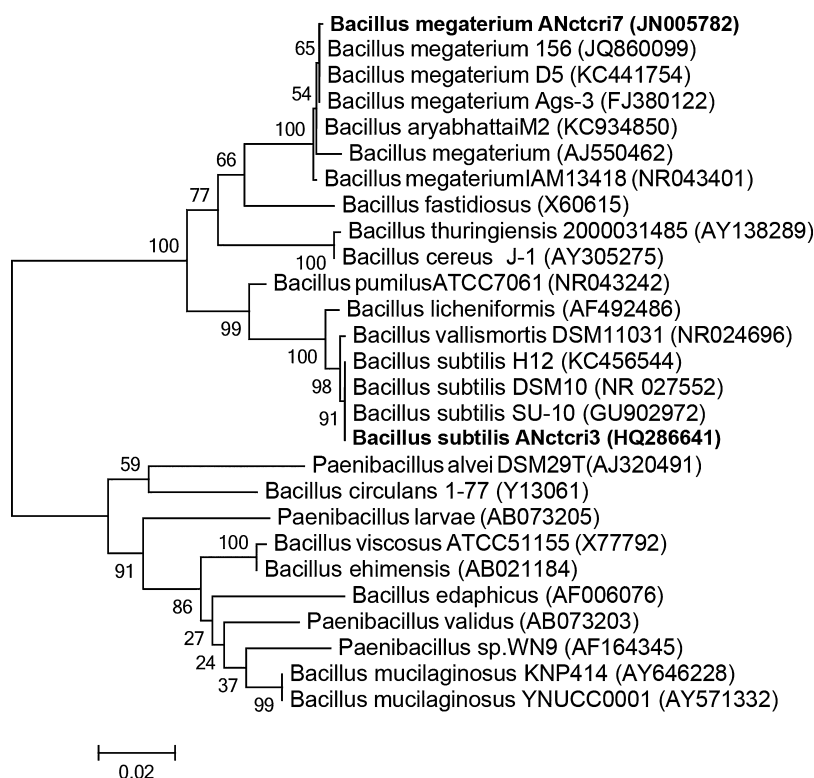 Bacillus megaterium ANctcri7 (JN005782)
65
Bacillus megaterium 156 (JQ860099)
Bacillus megaterium D5 (KC441754)
54
Bacillus megaterium Ags-3 (FJ380122)
100
Bacillus aryabhattaiM2 (KC934850)
66
Bacillus megaterium (AJ550462)
Bacillus megateriumIAM13418 (NR043401)
77
Bacillus fastidiosus (X60615)
Bacillus thuringiensis 2000031485 (AY138289)
100
Bacillus cereus J-1 (AY305275)
100
Bacillus pumilusATCC7061 (NR043242)
Bacillus licheniformis (AF492486)
99
Bacillus vallismortis DSM11031 (NR024696)
100
Bacillus subtilis H12 (KC456544)
98
Bacillus subtilis DSM10 (NR 027552)
91
Bacillus subtilis SU-10 (GU902972)
Bacillus subtilis ANctcri3 (HQ286641)
59
Paenibacillus alvei DSM29T(AJ320491)
Bacillus circulans 1-77 (Y13061)
Paenibacillus larvae (AB073205)
100
Bacillus viscosus ATCC51155 (X77792)
91
Bacillus ehimensis (AB021184)
86
Bacillus edaphicus (AF006076)
27
Paenibacillus validus (AB073203)
24
Paenibacillus sp.WN9 (AF164345)
37
Bacillus mucilaginosus KNP414 (AY646228)
99
Bacillus mucilaginosus YNUCC0001 (AY571332)
0.02